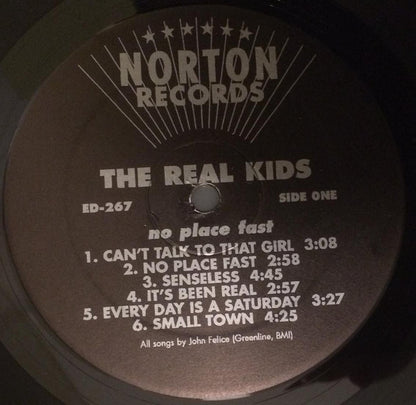 NORTON
RECORDS
THE REAL KIDS
ED-267 SIDE ONE
no place fast
1. CAN'T TALK TO THAT GIRL 3:08
2. NO PLACE FAST 2:58
3. SENSELESS 4:45
4. IT'S BEEN REAL 2:57
5. EVERY DAY IS A SATURDAY 3:27
6. SMALL TOWN 4:25
All songs by John Felice (Greenline, BMI)